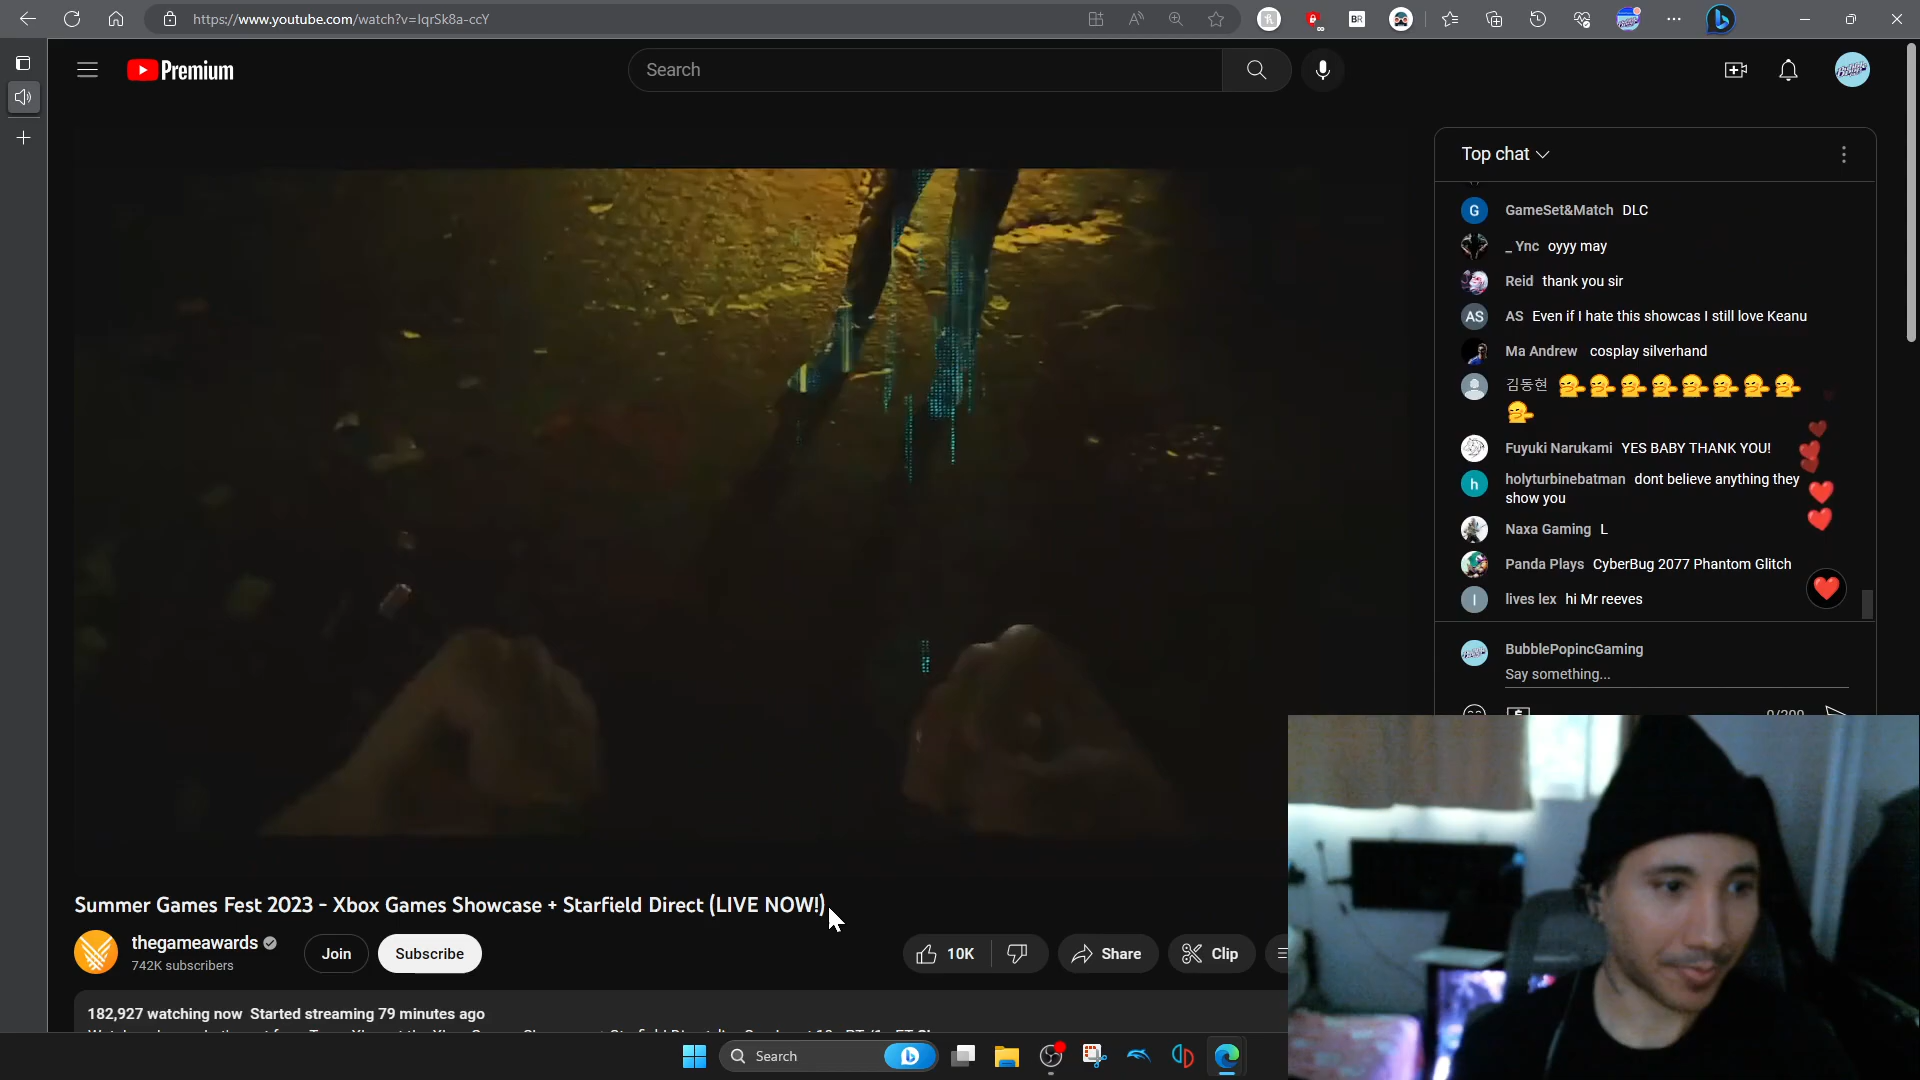 https://www.youtube.com/watch?v=IqrSk8a-ccY
BR
Premium
Search
Top chat
G GameSet&Match DLC
_ Ync oyyy may
Reid thank you sir
AS AS Even if I hate this showcas I still love Keanu
Ma Andrew cosplay silverhand
김동현 🫂
Fuyuki Narukami YES BABY THANK YOU!
h holyturbinebatman dont believe anything they
show you
Naxa Gaming L
Panda Plays CyberBug 2077 Phantom Glitch
l lives lex hi Mr reeves
BubblePopincGaming
Say something...
0/200
Summer Games Fest 2023 - Xbox Games Showcase + Starfield Direct (LIVE NOW!)
thegameawards
742K subscribers
Join
Subscribe
10K
Share
Clip
182,927 watching now Started streaming 79 minutes ago
Search